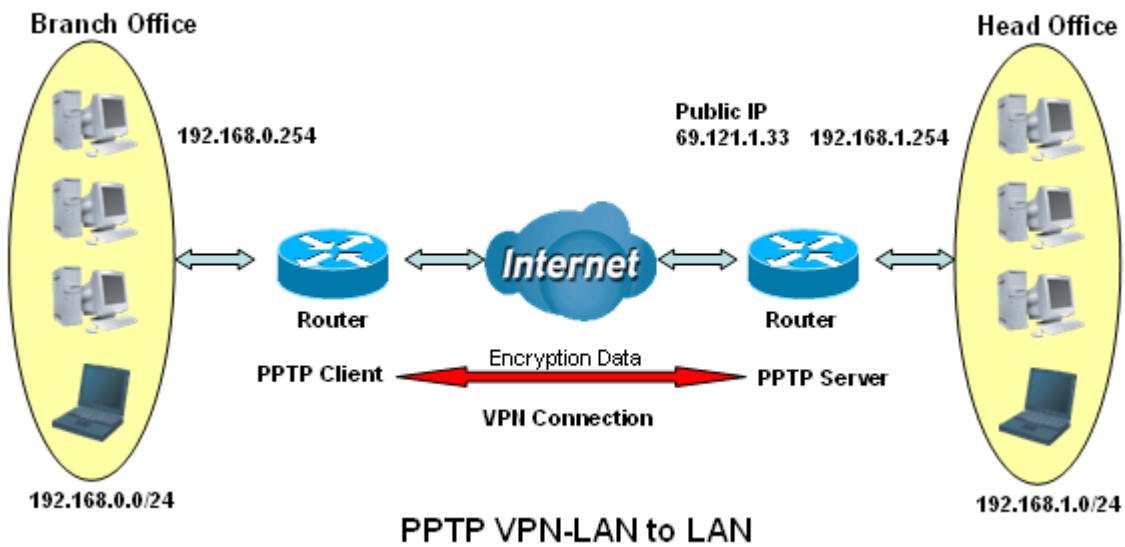 Branch Office
Head Office
192.168.0.254
Public IP
69.121.1.33
192.168.1.254
Internet
Router
Router
PPTP Client
Encryption Data
PPTP Server
VPN Connection
192.168.0.0/24
192.168.1.0/24
PPTP VPN-LAN to LAN